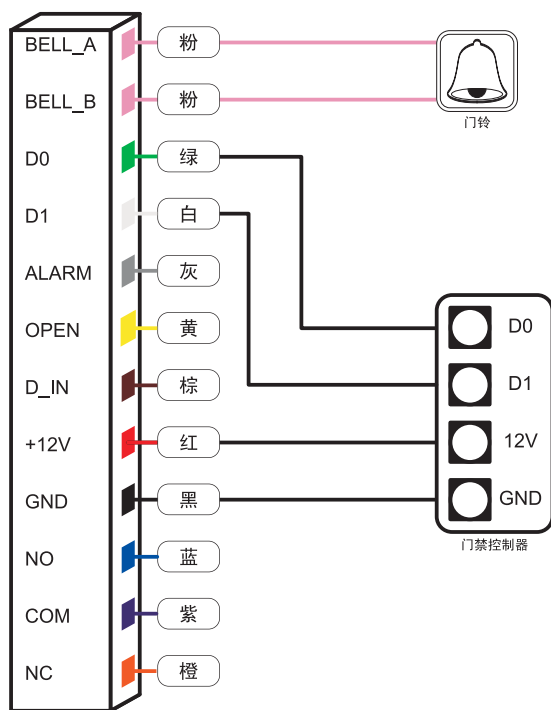 BELL_A 粉
门铃
BELL_B 粉
D0 绿
D1 白
ALARM 灰
OPEN 黄
D0
D_IN 棕
D1
+12V 红
12V
GND 黑
GND
门禁控制器
NO 蓝
COM 紫
NC 橙